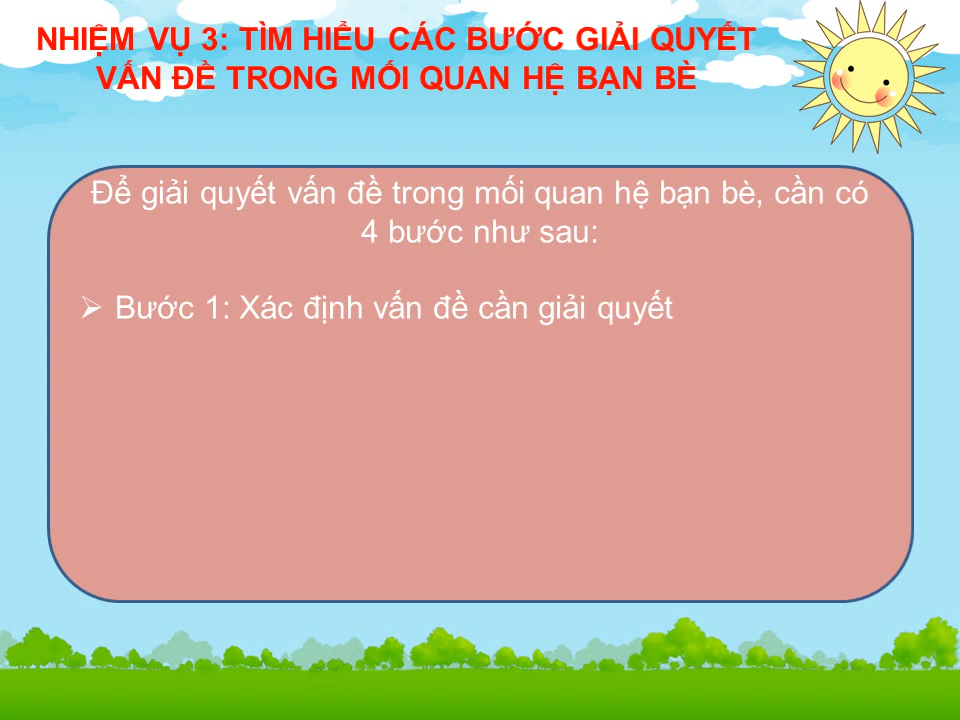 NHIỆM VỤ 3: TÌM HIỂU CÁC BƯỚC GIẢI QUYẾT
VẤN ĐỀ TRONG MỐI QUAN HỆ BẠN BÈ
Để giải quyết vấn đề trong mối quan hệ bạn bè, cần có
4 bước như sau:
➢ Bước 1: Xác định vấn đề cần giải quyết